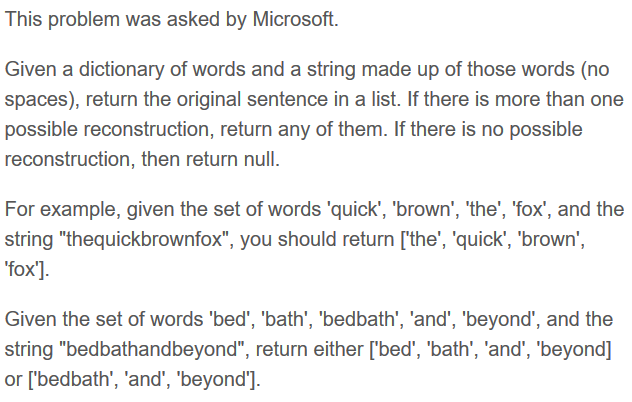 This problem was asked by Microsoft.
Given a dictionary of words and a string made up of those words (no
spaces), return the original sentence in a list. If there is more than one
possible reconstruction, return any of them. If there is no possible
reconstruction, then return null.
For example, given the set of words 'quick', 'brown', 'the', 'fox', and the
string "thequickbrownfox", you should return ['the', 'quick', 'brown',
'fox'].
Given the set of words 'bed', 'bath', 'bedbath', 'and', 'beyond', and the
string "bedbathandbeyond", return either ['bed', 'bath', 'and', 'beyond]
or ['bedbath', 'and', 'beyond'].